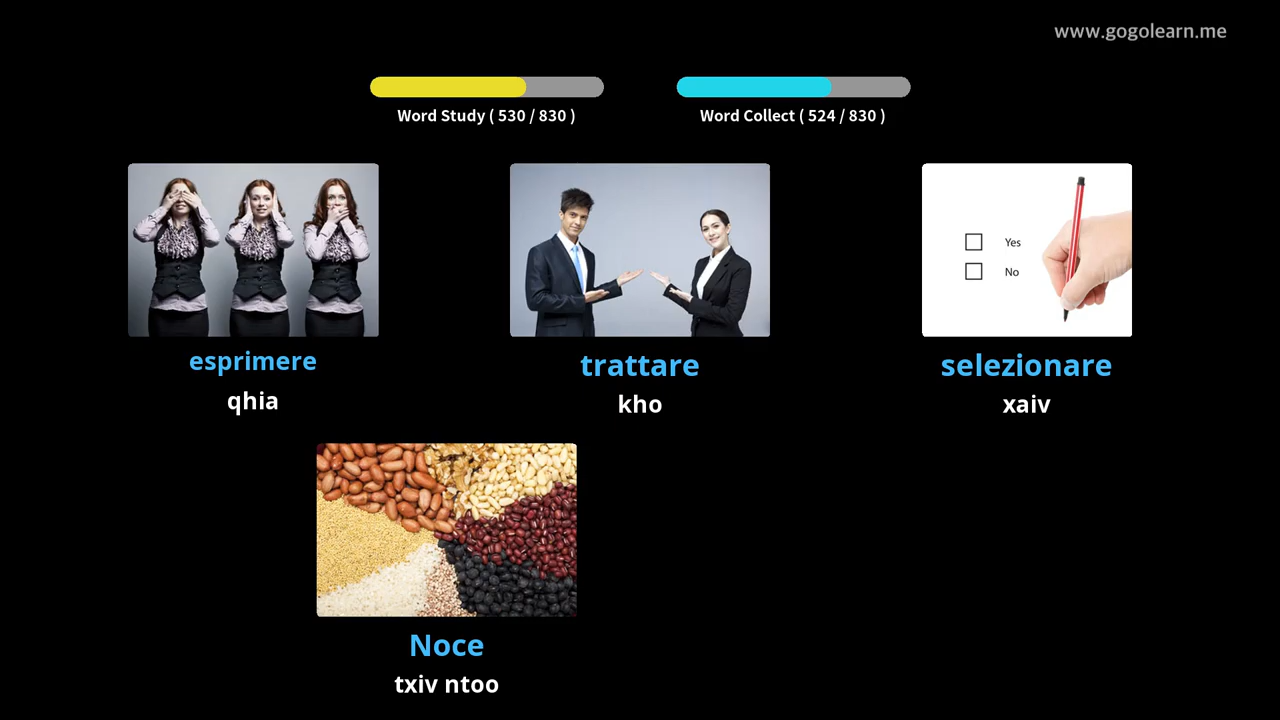 www.gogolearn.me
Word Study ( 530 / 830 )
Word Collect ( 524 / 830 )
Yes
No
esprimere
qhia
trattare
kho
selezionare
xaiv
Noce
txiv ntoo